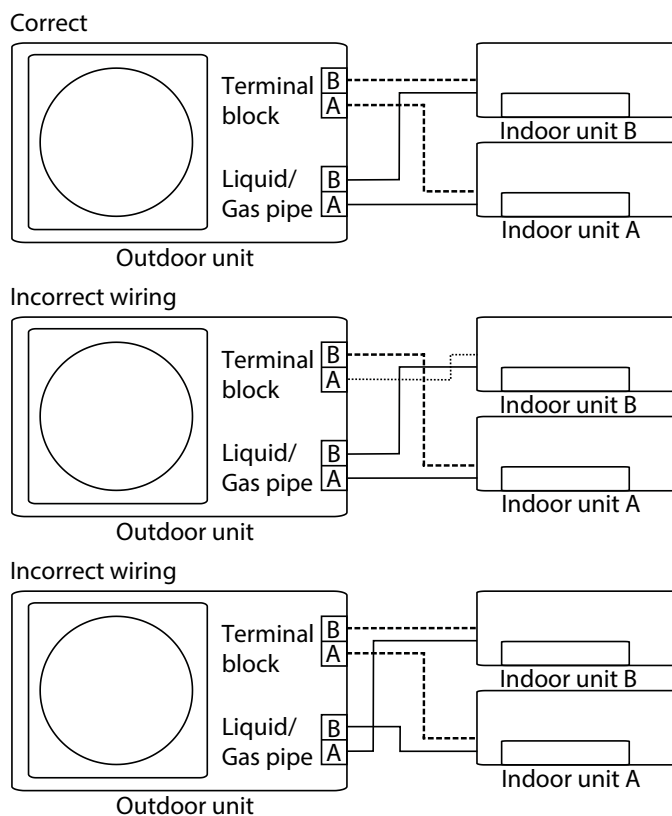 Correct
Terminal
block
B
A
Liquid/
Gas pipe
B
A
Indoor unit B
Indoor unit A
Outdoor unit
Incorrect wiring
Terminal
block
B
A
Liquid/
Gas pipe
B
A
Indoor unit B
Indoor unit A
Outdoor unit
Incorrect wiring
Terminal
block
B
A
Liquid/
Gas pipe
B
A
Indoor unit B
Indoor unit A
Outdoor unit